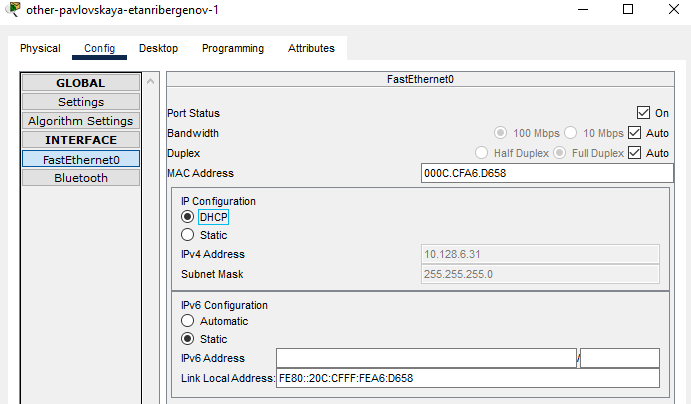 other-pavlovskaya-etanribergenov-1
Physical Config Desktop Programming Attributes
GLOBAL
Settings
Algorithm Settings
INTERFACE
FastEthernet0
Bluetooth
FastEthernet0
Port Status On
Bandwidth 100 Mbps 10 Mbps Auto
Duplex Half Duplex Full Duplex Auto
MAC Address 000C.CFA6.D658
IP Configuration
DHCP
Static
IPv4 Address 10.128.6.31
Subnet Mask 255.255.255.0
IPv6 Configuration
Automatic
Static
IPv6 Address /
Link Local Address: FE80::20C:CFFF:FEA6:D658